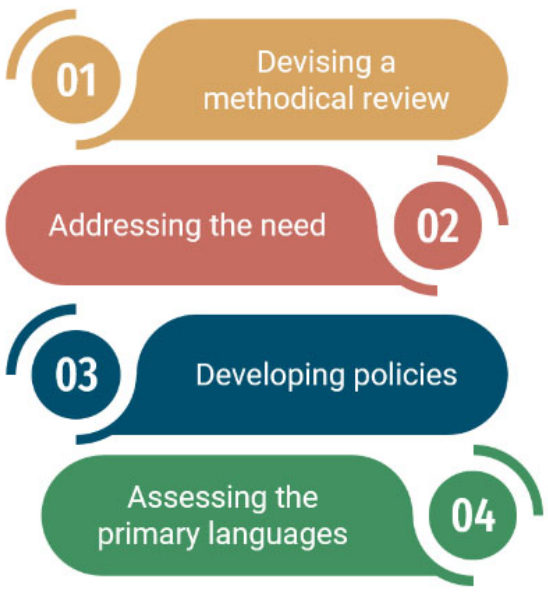 01
Devising a
methodical review
Addressing the need
02
03
Developing policies
Assessing the
primary languages
04